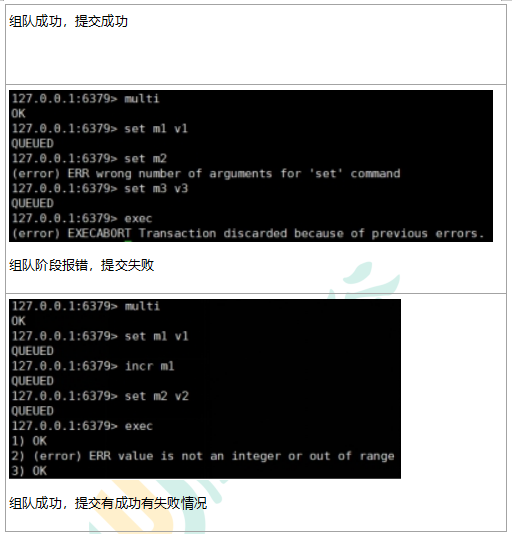 组队成功，提交成功
127.0.0.1:6379> multi
OK
127.0.0.1:6379> set m1 v1
QUEUED
127.0.0.1:6379> set m2
(error) ERR wrong number of arguments for 'set' command
127.0.0.1:6379> set m3 v3
QUEUED
127.0.0.1:6379> exec
(error) EXECABORT Transaction discarded because of previous errors.
组队阶段报错，提交失败
127.0.0.1:6379> multi
OK
127.0.0.1:6379> set m1 v1
QUEUED
127.0.0.1:6379> incr m1
QUEUED
127.0.0.1:6379> set m2 v2
QUEUED
127.0.0.1:6379> exec
1) OK
2) (error) ERR value is not an integer or out of range
3) OK
组队成功，提交有成功有失败情况